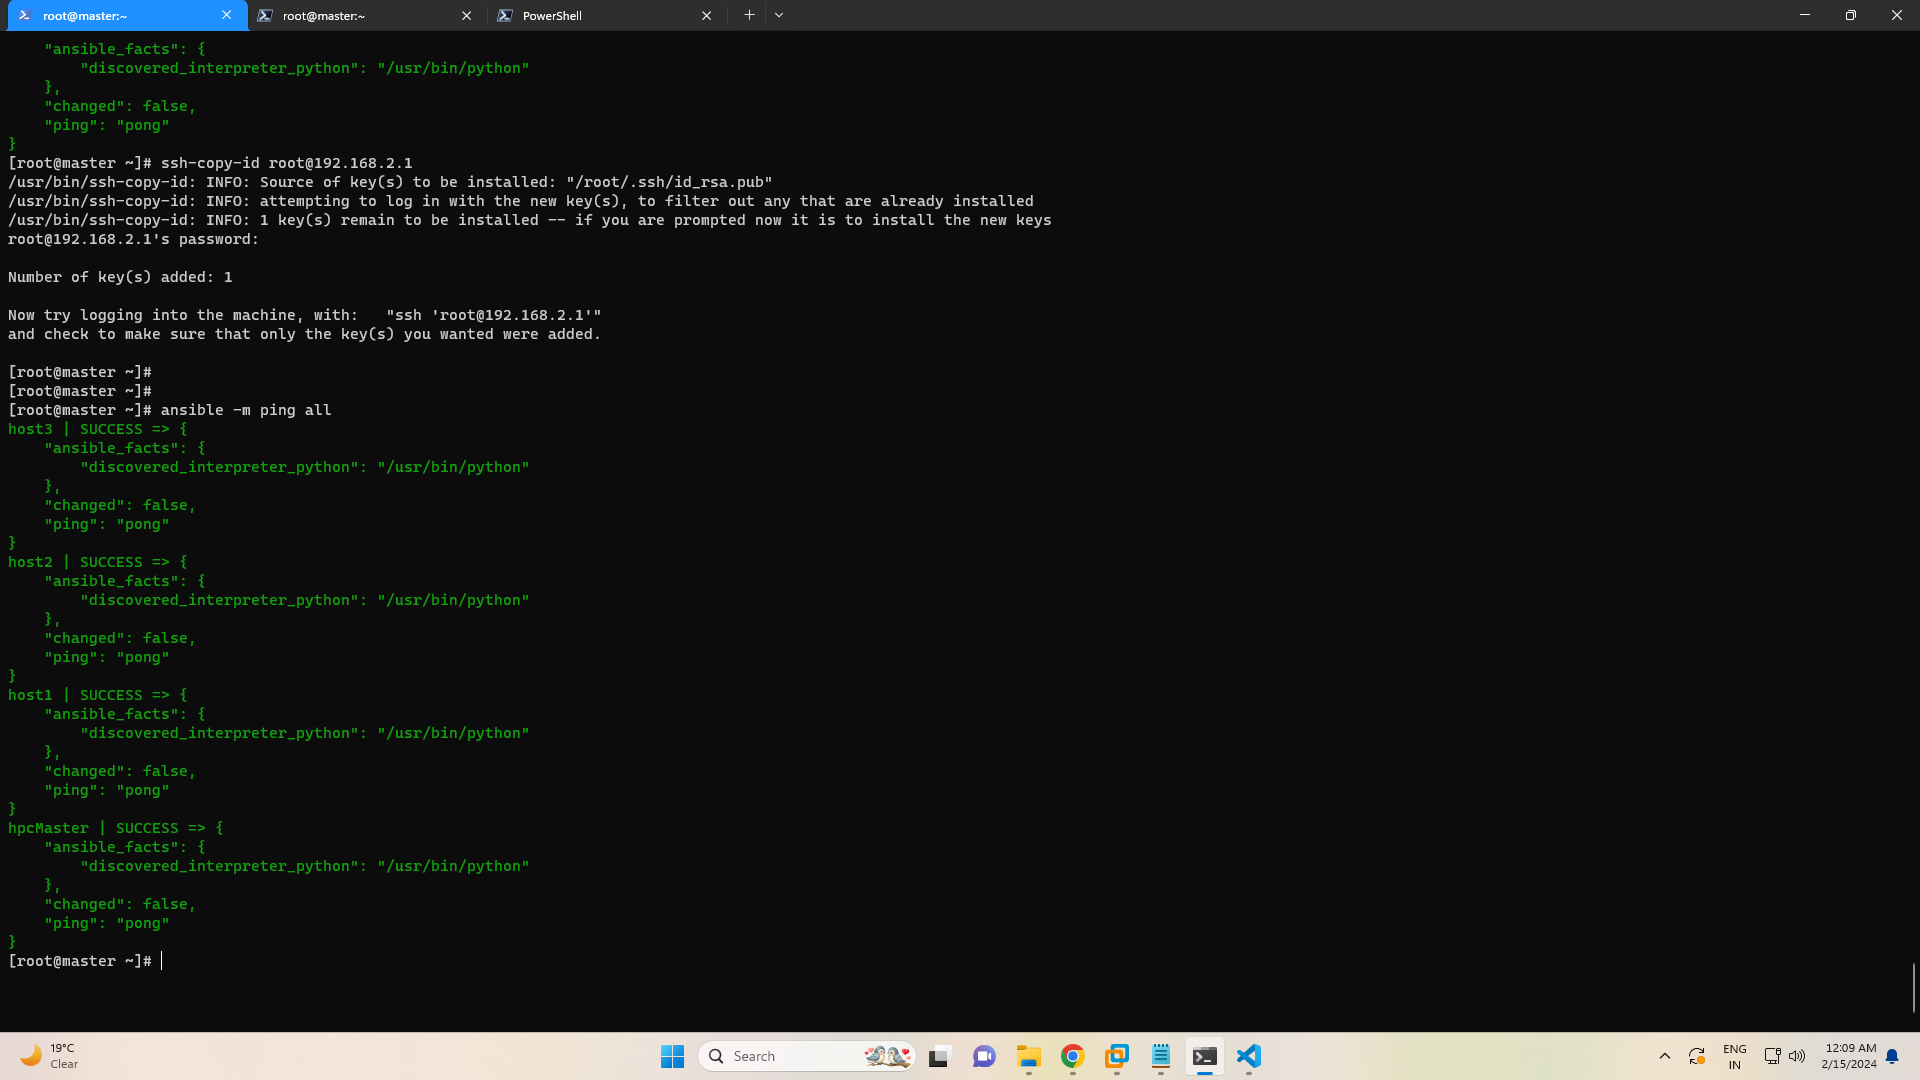 root@master:~ root@master:~ PowerShell
    "ansible_facts": {
        "discovered_interpreter_python": "/usr/bin/python"
    },
    "changed": false,
    "ping": "pong"
}
[root@master ~]# ssh-copy-id root@192.168.2.1
/usr/bin/ssh-copy-id: INFO: Source of key(s) to be installed: "/root/.ssh/id_rsa.pub"
/usr/bin/ssh-copy-id: INFO: attempting to log in with the new key(s), to filter out any that are already installed
/usr/bin/ssh-copy-id: INFO: 1 key(s) remain to be installed -- if you are prompted now it is to install the new keys
root@192.168.2.1's password:
Number of key(s) added: 1
Now try logging into the machine, with:   "ssh 'root@192.168.2.1'"
and check to make sure that only the key(s) you wanted were added.
[root@master ~]#
[root@master ~]#
[root@master ~]# ansible -m ping all
host3 | SUCCESS => {
    "ansible_facts": {
        "discovered_interpreter_python": "/usr/bin/python"
    },
    "changed": false,
    "ping": "pong"
}
host2 | SUCCESS => {
    "ansible_facts": {
        "discovered_interpreter_python": "/usr/bin/python"
    },
    "changed": false,
    "ping": "pong"
}
host1 | SUCCESS => {
    "ansible_facts": {
        "discovered_interpreter_python": "/usr/bin/python"
    },
    "changed": false,
    "ping": "pong"
}
hpcMaster | SUCCESS => {
    "ansible_facts": {
        "discovered_interpreter_python": "/usr/bin/python"
    },
    "changed": false,
    "ping": "pong"
}
[root@master ~]#
19°C
Clear
Search
ENG
IN
12:09 AM
2/15/2024